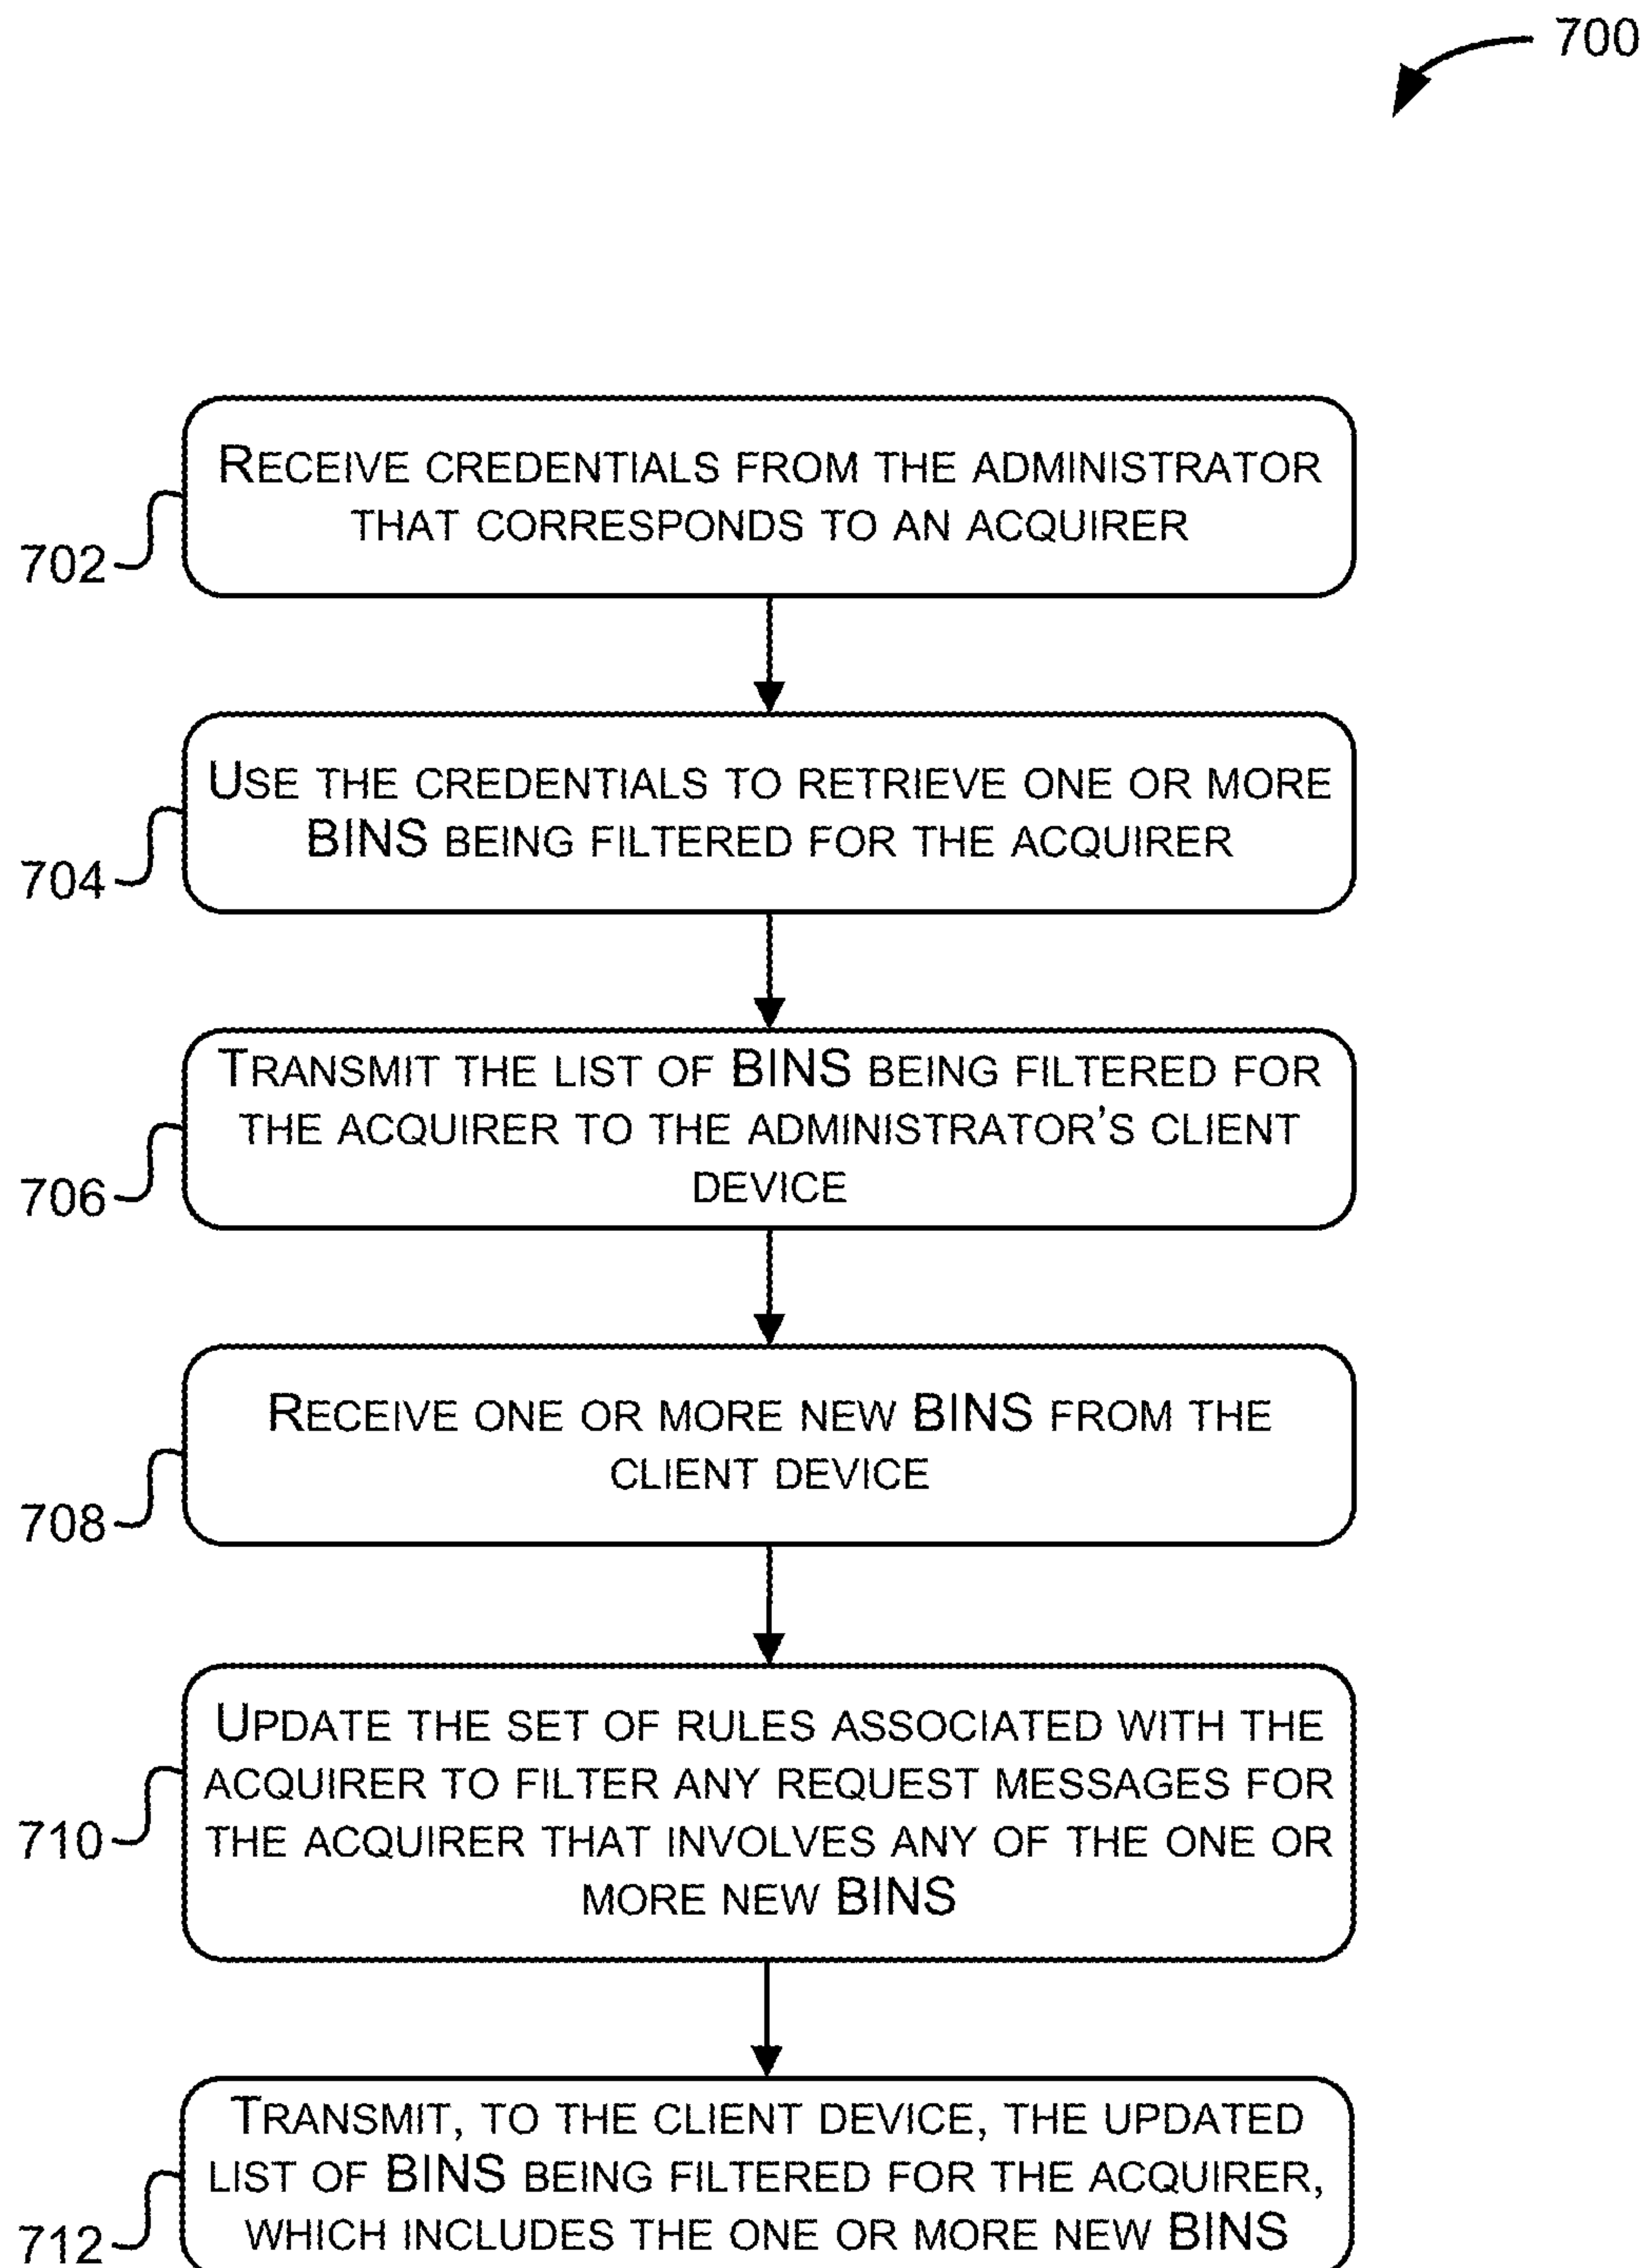 700
RECEIVE CREDENTIALS FROM THE ADMINISTRATOR
THAT CORRESPONDS TO AN ACQUIRER
702
USE THE CREDENTIALS TO RETRIEVE ONE OR MORE
BINS BEING FILTERED FOR THE ACQUIRER
704
TRANSMIT THE LIST OF BINS BEING FILTERED FOR
THE ACQUIRER TO THE ADMINISTRATOR'S CLIENT
DEVICE
706
RECEIVE ONE OR MORE NEW BINS FROM THE
CLIENT DEVICE
708
UPDATE THE SET OF RULES ASSOCIATED WITH THE
ACQUIRER TO FILTER ANY REQUEST MESSAGES FOR
THE ACQUIRER THAT INVOLVES ANY OF THE ONE OR
MORE NEW BINS
710
TRANSMIT, TO THE CLIENT DEVICE, THE UPDATED
LIST OF BINS BEING FILTERED FOR THE ACQUIRER,
WHICH INCLUDES THE ONE OR MORE NEW BINS
712